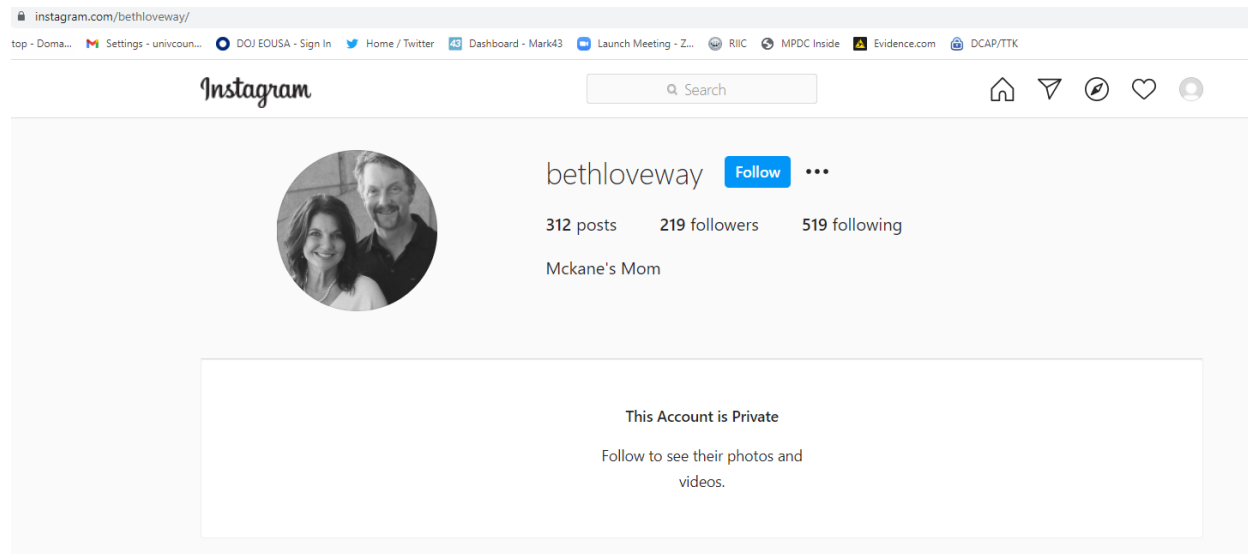 instagram.com/bethloveway/
top - Doma... Settings - univcoun... DOJ EOUSA - Sign In Home / Twitter 43 Dashboard - Mark43 Launch Meeting - Z... RIIC MPDC Inside Evidence.com DCAP/TTK
Instagram Search
bethloveway Follow
312 posts 219 followers 519 following
Mckane's Mom
This Account is Private
Follow to see their photos and
videos.